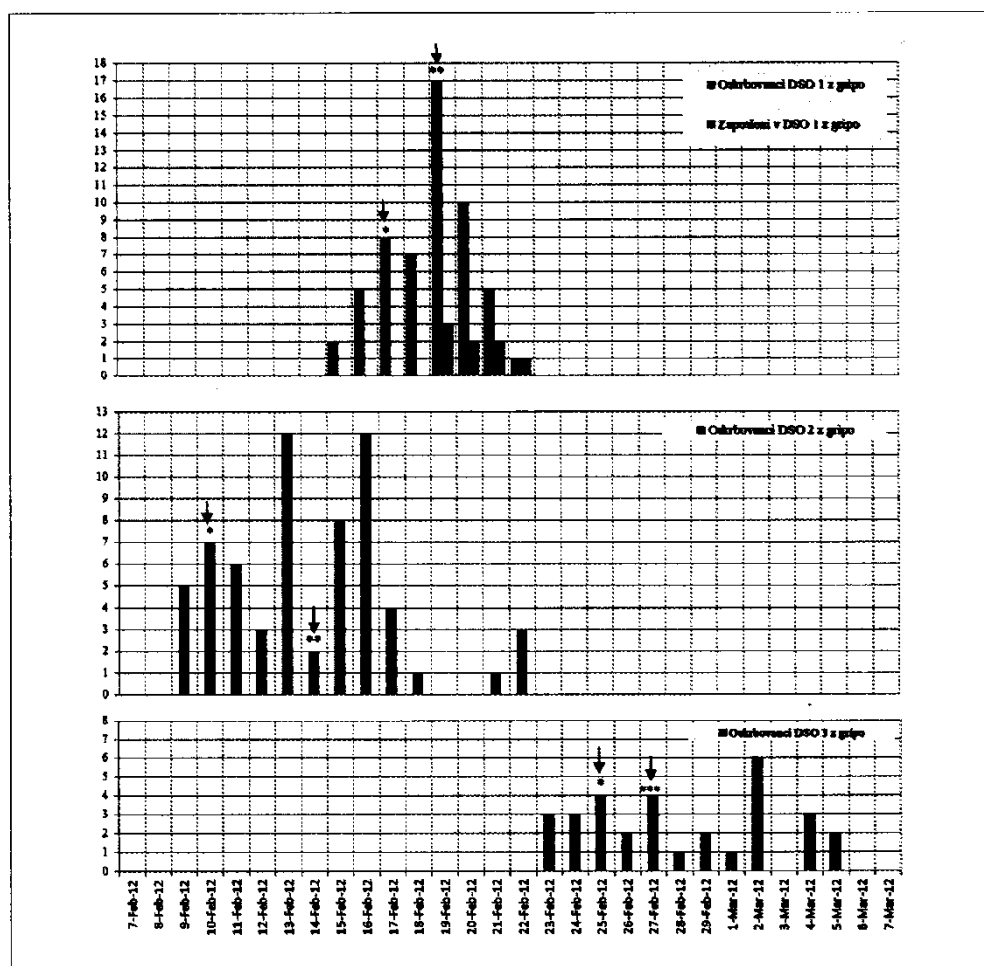 **
18
■ Oskrbovanci DSO 1 z gripo
17
16
■ Zaposleni v DSO 1 z gripo
15
14
13
12
11
10
9
*
8
7
6
5
4
3
2
1
0
13
■ Oskrbovanci DSO 2 z gripo
12
11
10
9
8
*
7
6
5
4
3
**
2
1
0
8
■ Oskrbovanci DSO 3 z gripo
7
6
5
* ***
4
3
2
1
0
7-Feb-12
8-Feb-12
9-Feb-12
10-Feb-12
11-Feb-12
12-Feb-12
13-Feb-12
14-Feb-12
15-Feb-12
16-Feb-12
17-Feb-12
18-Feb-12
19-Feb-12
20-Feb-12
21-Feb-12
22-Feb-12
23-Feb-12
24-Feb-12
25-Feb-12
26-Feb-12
27-Feb-12
28-Feb-12
29-Feb-12
1-Mar-12
2-Mar-12
3-Mar-12
4-Mar-12
5-Mar-12
6-Mar-12
7-Mar-12